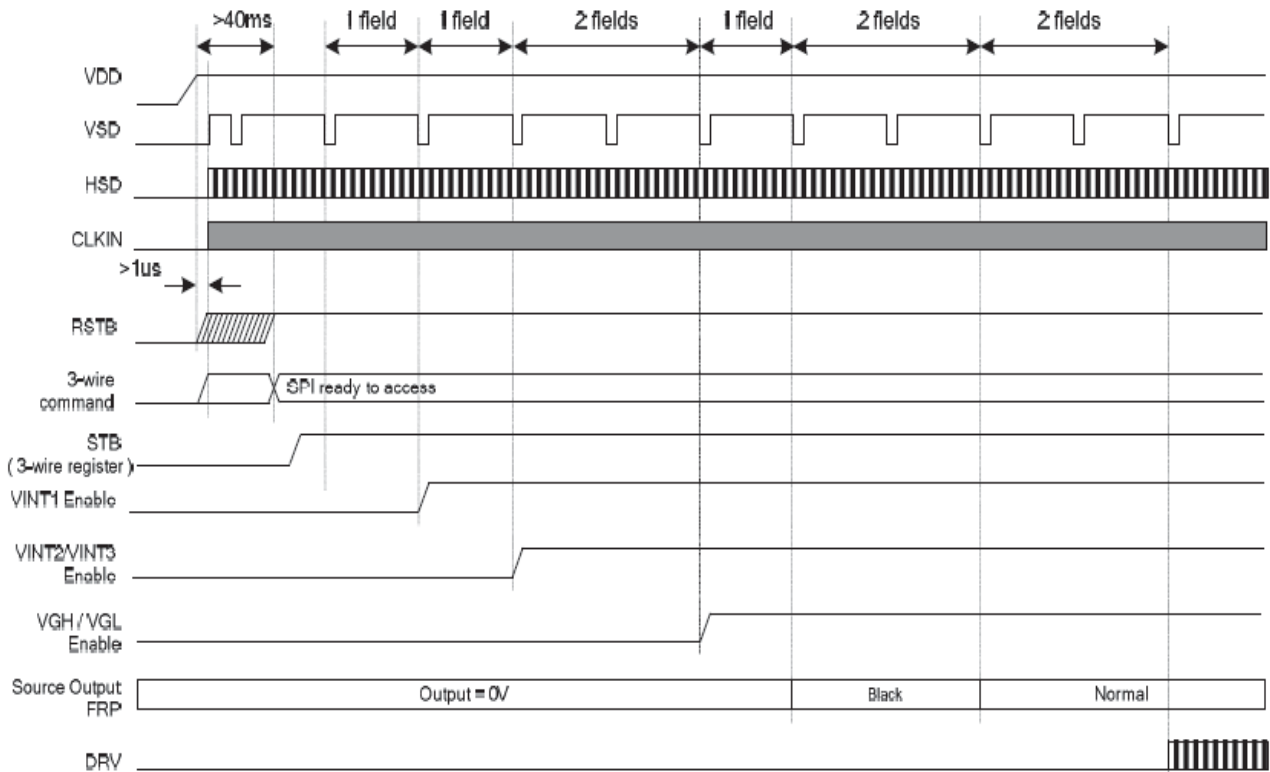 >40ms 1 field 1 field 2 fields 1 field 2 fields 2 fields
VDD
VSD
HSD
CLKIN
>1us
RSTB
3-wire
command
SPI ready to access
STB
( 3-wire register )
VINT1 Enable
VINT2/VINT3
Enable
VGH / VGL
Enable
Source Output
FRP
Output = 0V Black Normal
DRV